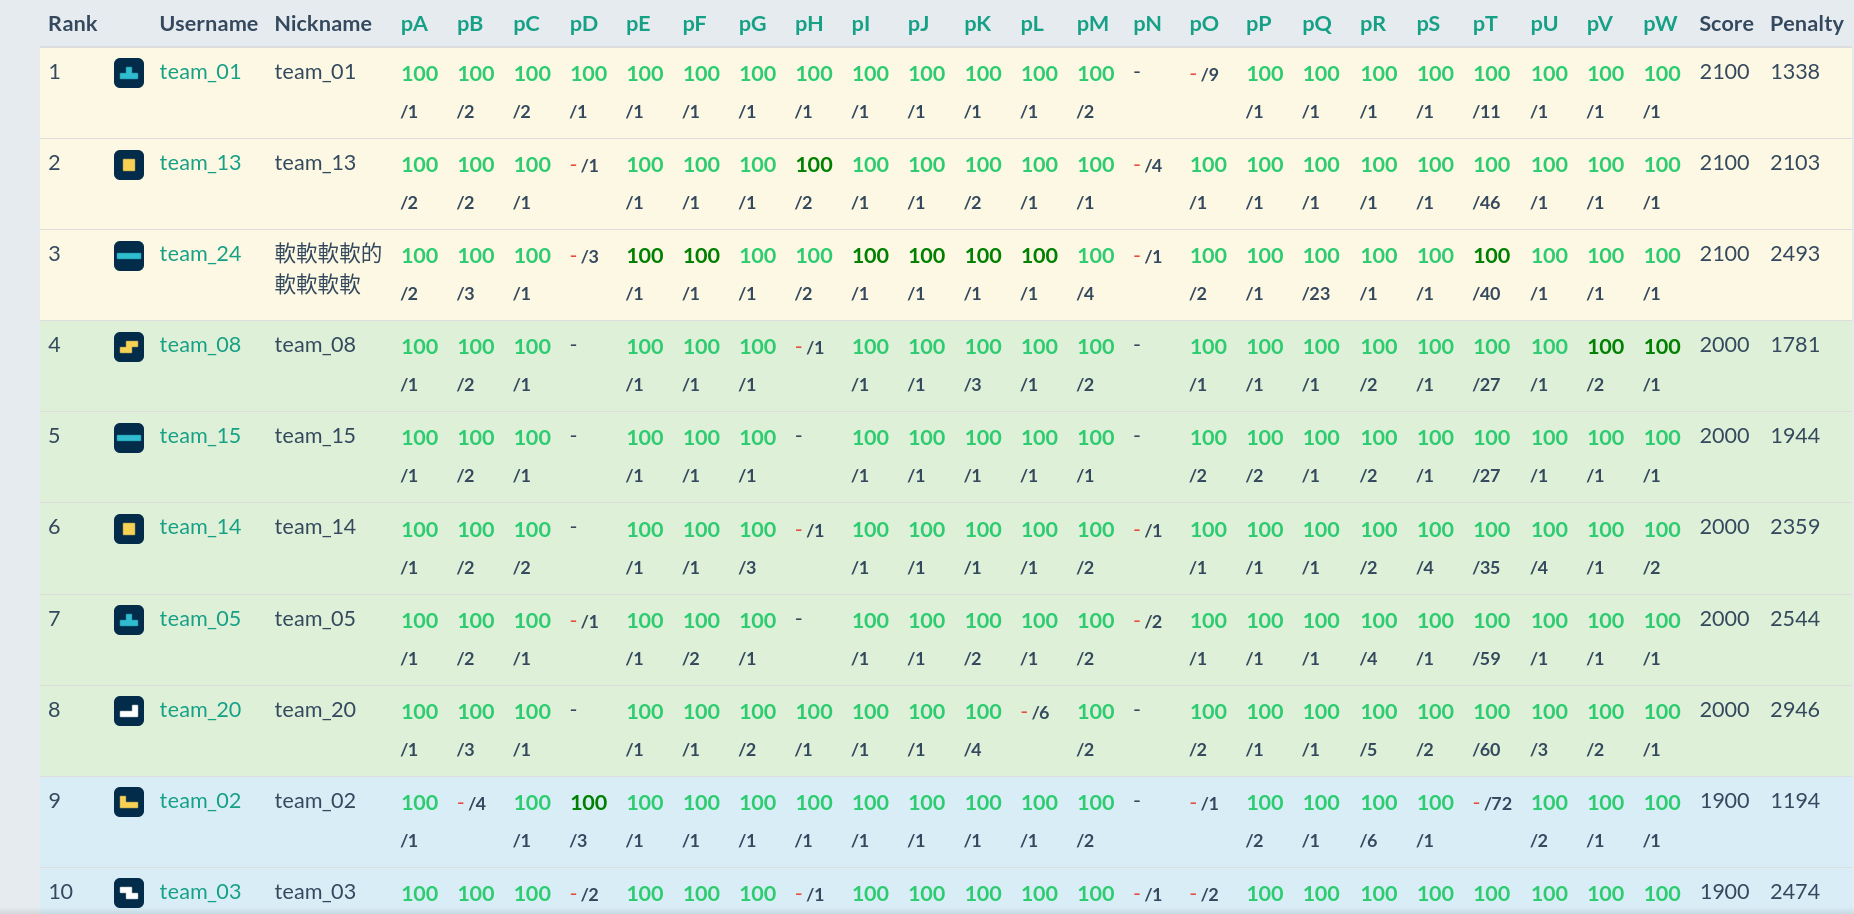 Rank Username Nickname pA pB pC pD pE pF pG pH pI pJ pK pL pM pN pO pP pQ pR pS pT pU pV pW Score Penalty
1 team_01 team_01 100 100 100 100 100 100 100 100 100 100 100 100 100 - - /9 100 100 100 100 100 100 100 100 2100 1338
/1 /2 /2 /1 /1 /1 /1 /1 /1 /1 /1 /1 /2 /1 /1 /1 /1 /11 /1 /1 /1
2 team_13 team_13 100 100 100 - /1 100 100 100 100 100 100 100 100 100 - /4 100 100 100 100 100 100 100 100 100 2100 2103
/2 /2 /1 /1 /1 /1 /2 /1 /1 /2 /1 /1 /1 /1 /1 /1 /1 /46 /1 /1 /1
3 team_24 軟軟軟軟的 100 100 100 - /3 100 100 100 100 100 100 100 100 100 - /1 100 100 100 100 100 100 100 100 100 2100 2493
軟軟軟軟 /2 /3 /1 /1 /1 /1 /2 /1 /1 /1 /1 /4 /2 /1 /23 /1 /1 /40 /1 /1 /1
4 team_08 team_08 100 100 100 - 100 100 100 - /1 100 100 100 100 100 - 100 100 100 100 100 100 100 100 100 2000 1781
/1 /2 /1 /1 /1 /1 /1 /1 /3 /1 /2 /1 /1 /1 /2 /1 /27 /1 /2 /1
5 team_15 team_15 100 100 100 - 100 100 100 - 100 100 100 100 100 - 100 100 100 100 100 100 100 100 100 2000 1944
/1 /2 /1 /1 /1 /1 /1 /1 /1 /1 /1 /2 /2 /1 /2 /1 /27 /1 /1 /1
6 team_14 team_14 100 100 100 - 100 100 100 - /1 100 100 100 100 100 - /1 100 100 100 100 100 100 100 100 100 2000 2359
/1 /2 /2 /1 /1 /3 /1 /1 /1 /1 /2 /1 /1 /1 /2 /4 /35 /4 /1 /2
7 team_05 team_05 100 100 100 - /1 100 100 100 - 100 100 100 100 100 - /2 100 100 100 100 100 100 100 100 100 2000 2544
/1 /2 /1 /1 /2 /1 /1 /1 /2 /1 /2 /1 /1 /1 /4 /1 /59 /1 /1 /1
8 team_20 team_20 100 100 100 - 100 100 100 100 100 100 100 - /6 100 - 100 100 100 100 100 100 100 100 100 2000 2946
/1 /3 /1 /1 /1 /2 /1 /1 /1 /4 /2 /2 /1 /1 /5 /2 /60 /3 /2 /1
9 team_02 team_02 100 - /4 100 100 100 100 100 100 100 100 100 100 100 - - /1 100 100 100 100 - /72 100 100 100 1900 1194
/1 /1 /3 /1 /1 /1 /1 /1 /1 /1 /1 /2 /2 /1 /6 /1 /2 /1 /1
10 team_03 team_03 100 100 100 - /2 100 100 100 - /1 100 100 100 100 100 - /1 - /2 100 100 100 100 100 100 100 100 1900 2474